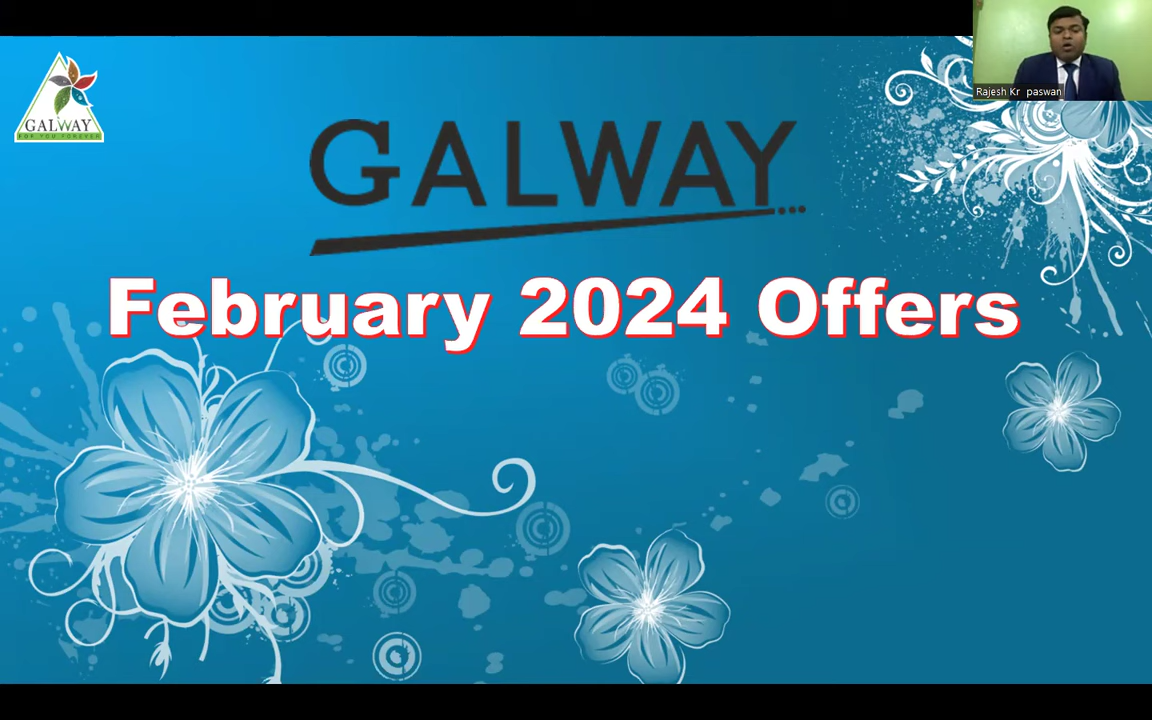 Rajesh Kr paswan
GALWAY
FOR YOU FOREVER
GALWAY...
February 2024 Offers